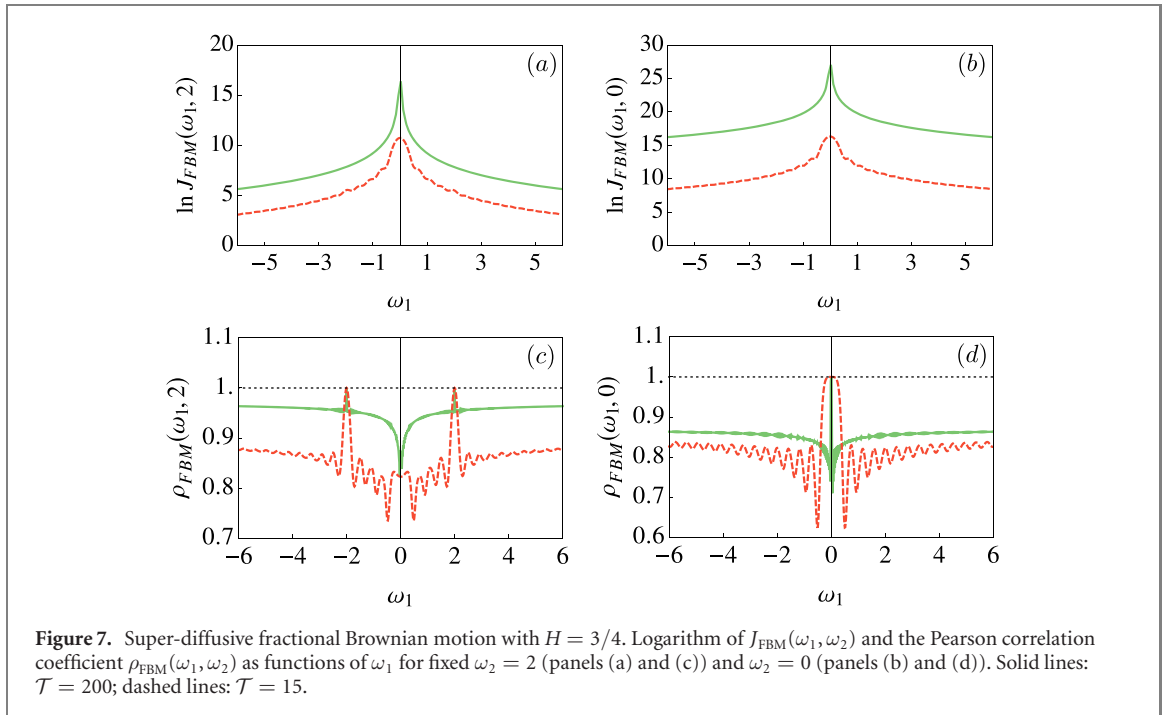 20
15
10
5
0
ln J_FBM(ω₁, 2)
(a)
−5 −3 −1 1 3 5
ω₁
30
25
20
15
10
5
0
ln J_FBM(ω₁, 0)
(b)
−5 −3 −1 1 3 5
ω₁
1.1
1.
0.9
0.8
0.7
ρ_FBM(ω₁, 2)
(c)
−6 −4 −2 0 2 4 6
ω₁
1.1
1.
0.9
0.8
0.7
0.6
ρ_FBM(ω₁, 0)
(d)
−6 −4 −2 0 2 4 6
ω₁
Figure 7. Super-diffusive fractional Brownian motion with H = 3/4. Logarithm of J_FBM(ω₁, ω₂) and the Pearson correlation
coefficient ρ_FBM(ω₁, ω₂) as functions of ω₁ for fixed ω₂ = 2 (panels (a) and (c)) and ω₂ = 0 (panels (b) and (d)). Solid lines:
𝒯 = 200; dashed lines: 𝒯 = 15.